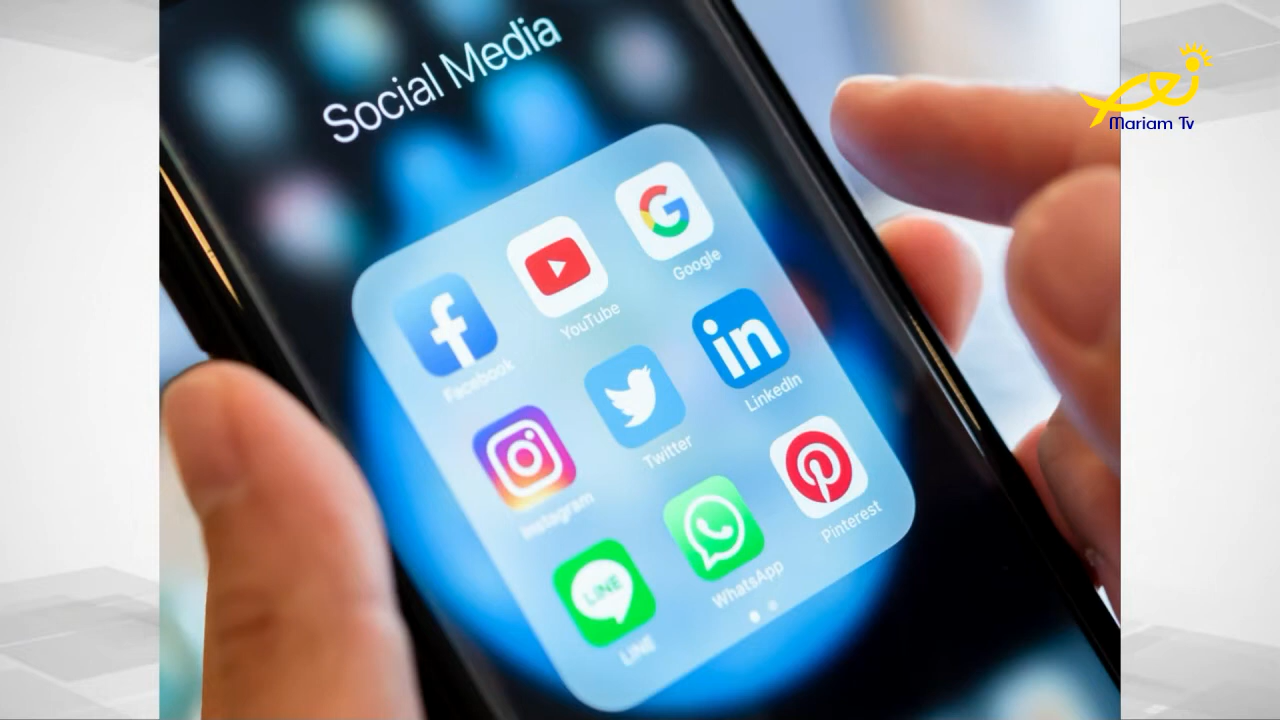 Social Media
Facebook
YouTube
Google
Instagram
Twitter
LinkedIn
LINE
LINE
WhatsApp
Pinterest
Mariam Tv